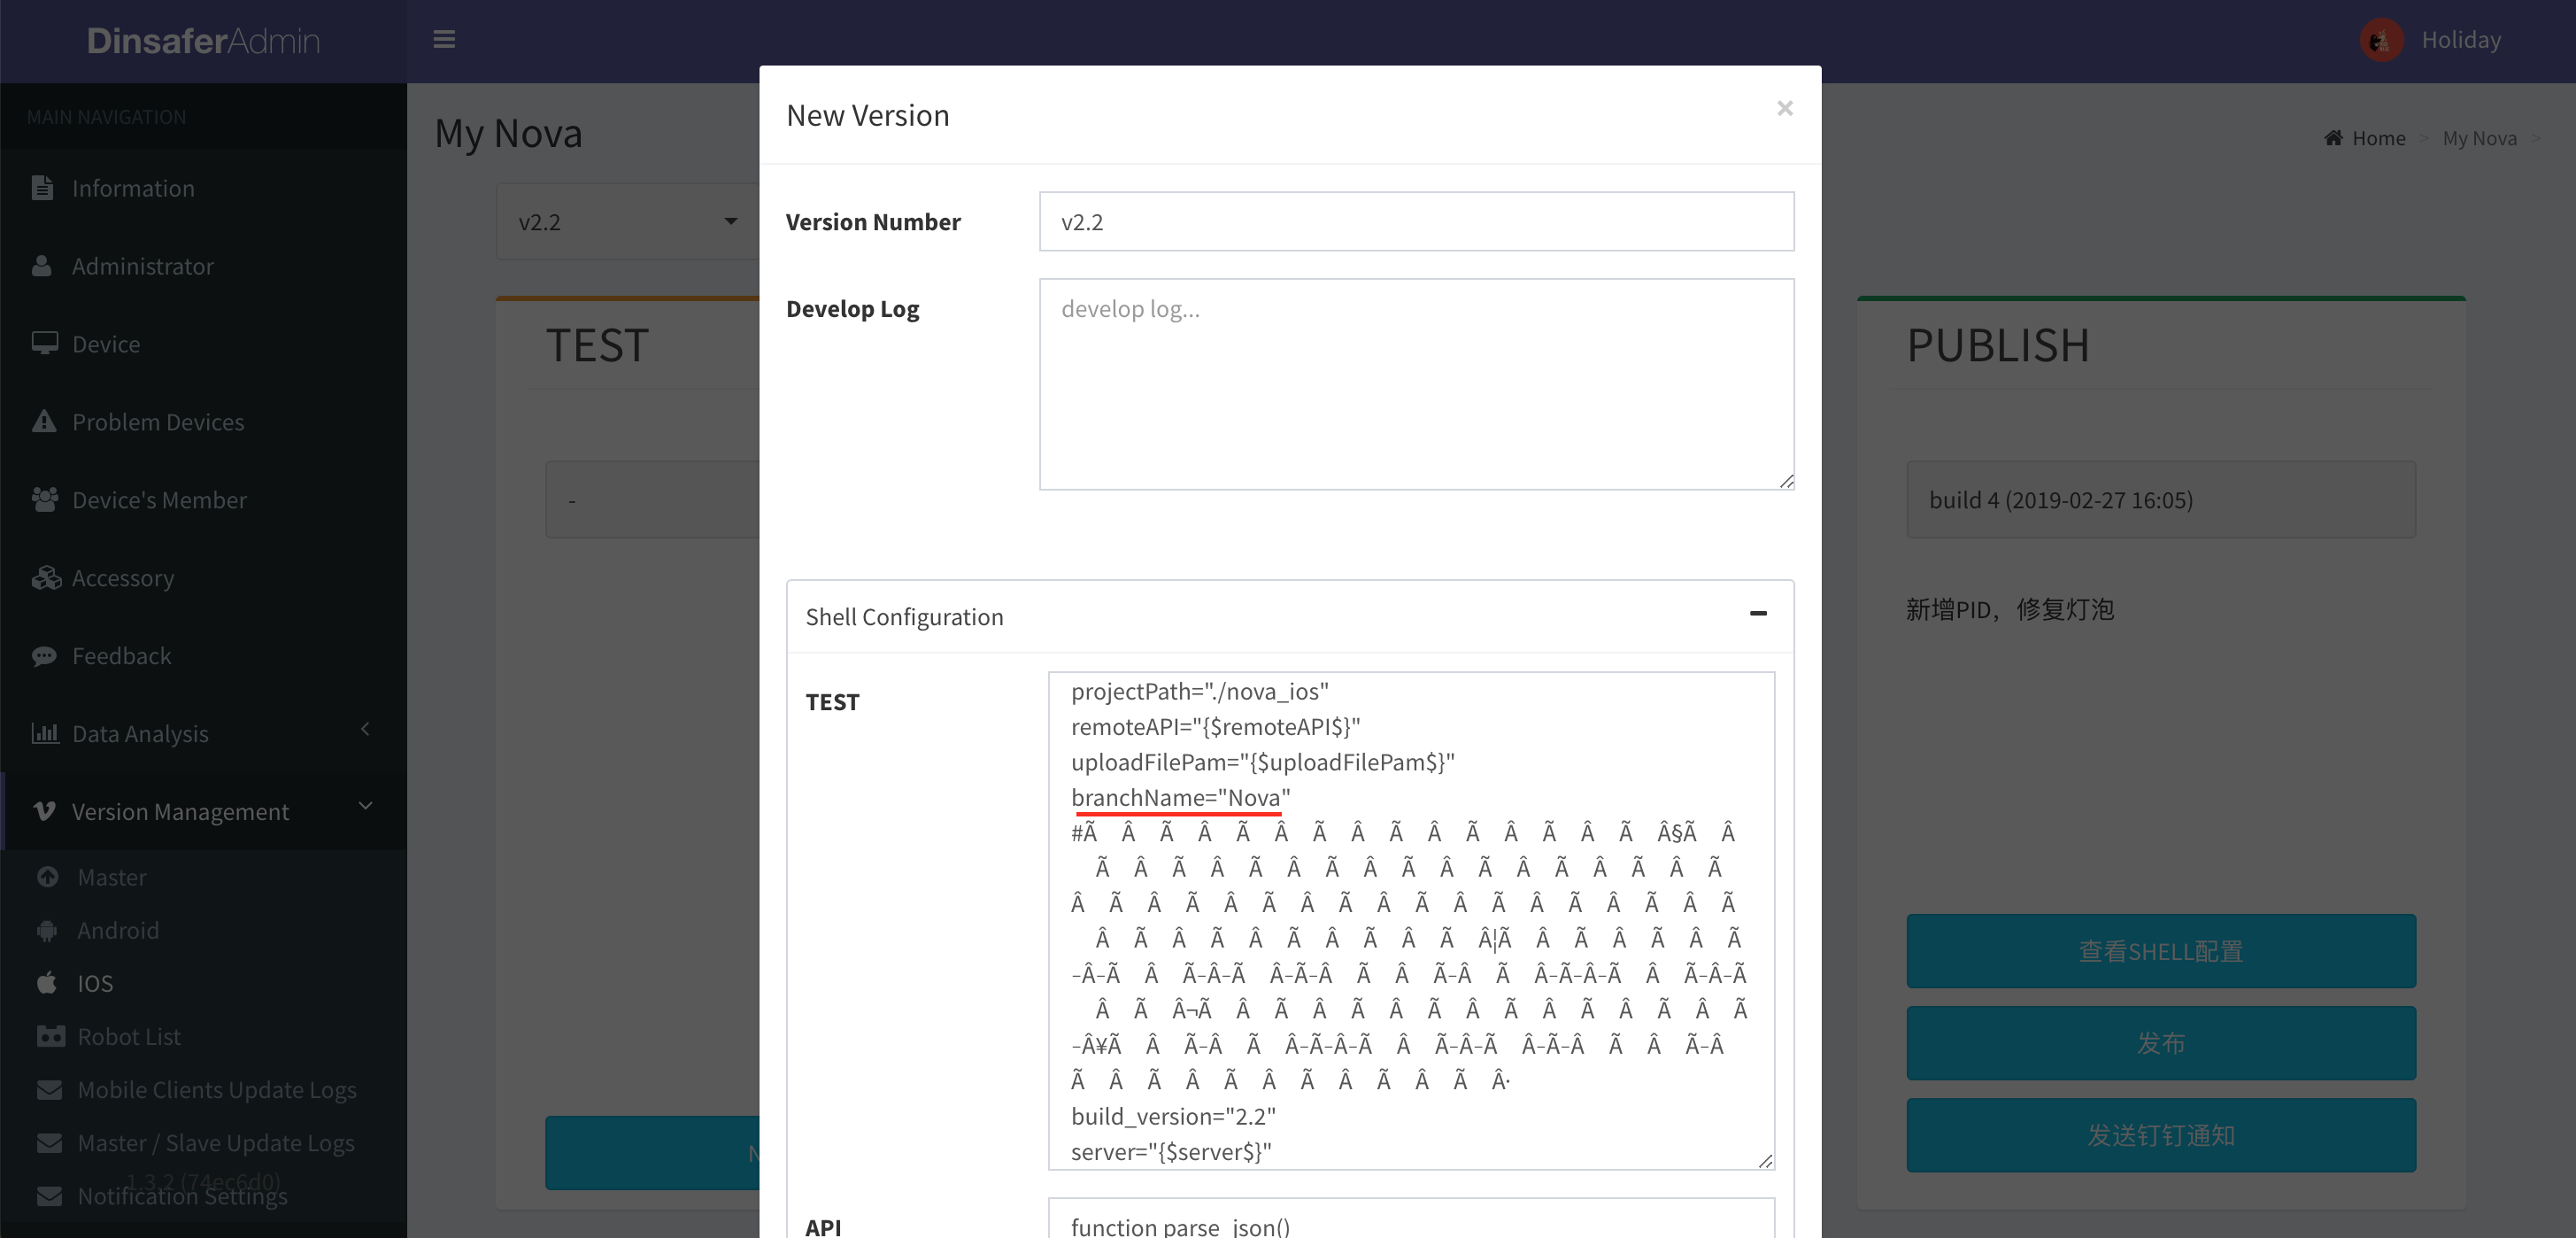 DinsaferAdmin
Holiday
MAIN NAVIGATION
Information
Administrator
Device
Problem Devices
Device's Member
Accessory
Feedback
Data Analysis
Version Management
Master
Android
IOS
Robot List
Mobile Clients Update Logs
Master / Slave Update Logs
1.3.2 (74ec6d0)
Notification Settings
My Nova
Home > My Nova >
v2.2
TEST
-
N
New Version
×
Version Number
v2.2
Develop Log
develop log...
Shell Configuration
TEST
projectPath="./nova_ios"
remoteAPI="{$remoteAPI$}"
uploadFilePam="{$uploadFilePam$}"
branchName="Nova"
#Ã Â Ã Â Ã Â Ã Â Ã Â Ã Â Ã Â Ã Â§Ã Â
Ã Â Ã Â Ã Â Ã Â Ã Â Ã Â Ã Â Ã Â Ã
Â Ã Â Ã Â Ã Â Ã Â Ã Â Ã Â Ã Â Ã Â Ã
Â Ã Â Ã Â Ã Â Ã Â Ã Â¦Ã Â Ã Â Ã Â Ã
-Â-Ã Â Ã-Â-Ã Â-Ã-Â Ã Â Ã-Â Ã Â-Ã-Â-Ã Â Ã-Â-Ã
Â Ã Â¬Ã Â Ã Â Ã Â Ã Â Ã Â Ã Â Ã Â Ã
-Â¥Ã Â Ã-Â Ã Â-Ã-Â-Ã Â Ã-Â-Ã Â-Ã-Â Ã Â Ã-Â
Ã Â Ã Â Ã Â Ã Â Ã Â Ã Â·
build_version="2.2"
server="{$server$}"
API
function parse_json()
PUBLISH
build 4 (2019-02-27 16:05)
新增PID，修复灯泡
查看SHELL配置
发布
发送钉钉通知